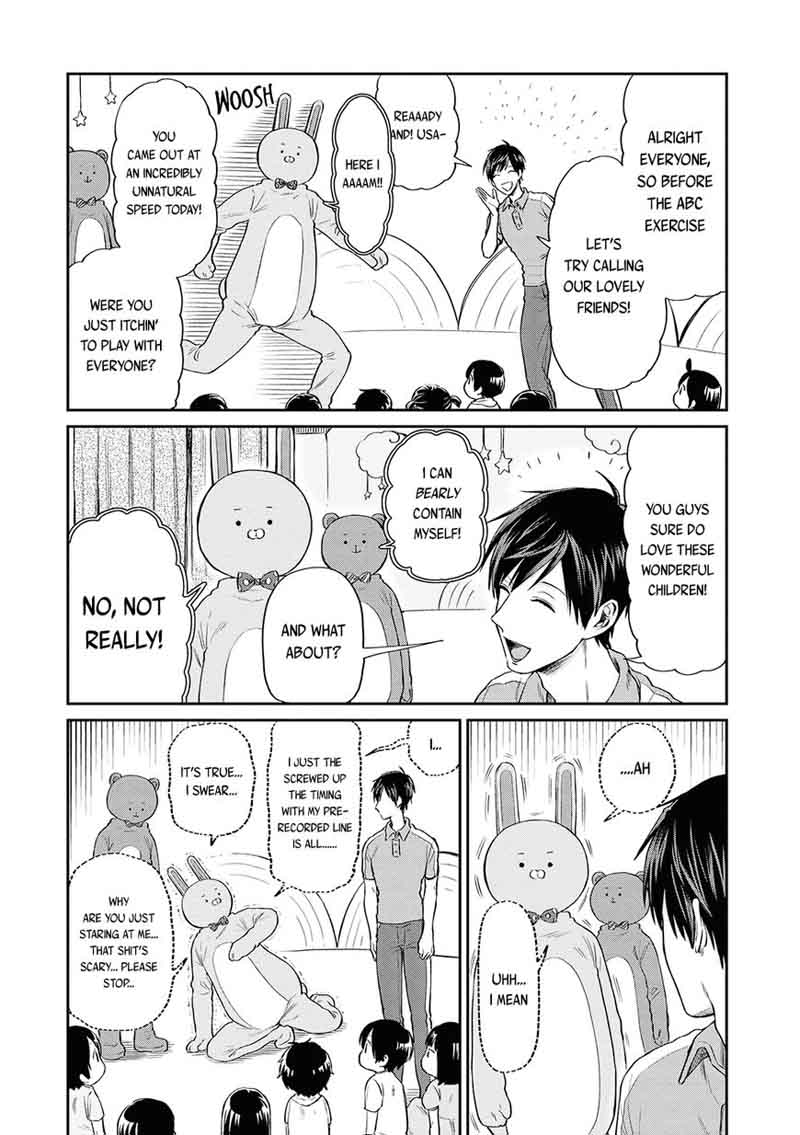 ALRIGHT
EVERYONE,
SO BEFORE
THE ABC
EXERCISE
LET'S
TRY CALLING
OUR LOVELY
FRIENDS!
REAAADY
AND! USA-
HERE I
AAAAM!!
WOOSH
YOU
CAME OUT AT
AN INCREDIBLY
UNNATURAL
SPEED TODAY!
WERE YOU
JUST ITCHIN'
TO PLAY WITH
EVERYONE?
YOU GUYS
SURE DO
LOVE THESE
WONDERFUL
CHILDREN!
I CAN
BEARLY
CONTAIN
MYSELF!
AND WHAT
ABOUT?
NO, NOT
REALLY!
....AH
UHH...
I MEAN
I...
I JUST THE
SCREWED UP
THE TIMING
WITH MY PRE-
RECORDED LINE
IS ALL......
IT'S TRUE...
I SWEAR...
WHY
ARE YOU JUST
STARING AT ME...
THAT SHIT'S
SCARY... PLEASE
STOP...